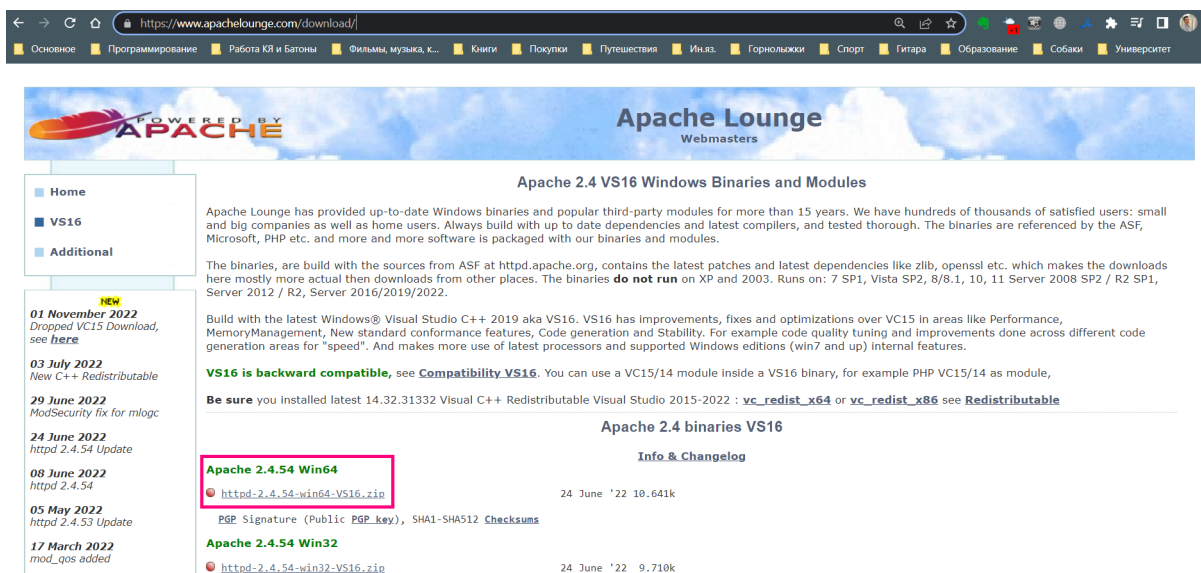 https://www.apachelounge.com/download/
-1
Основное Программирование Работа КЯ и Батоны Фильмы, музыка, к... Книги Покупки Путешествия Ин.яз. Горнолыжки Спорт Гитара Образование Собаки Университет
POWERED BY
APACHE
Apache Lounge
Webmasters
Home
VS16
Additional
NEW
01 November 2022
Dropped VC15 Download,
see here
03 July 2022
New C++ Redistributable
29 June 2022
ModSecurity fix for mlogc
24 June 2022
httpd 2.4.54 Update
08 June 2022
httpd 2.4.54
05 May 2022
httpd 2.4.53 Update
17 March 2022
mod_qos added
Apache 2.4 VS16 Windows Binaries and Modules
Apache Lounge has provided up-to-date Windows binaries and popular third-party modules for more than 15 years. We have hundreds of thousands of satisfied users: small
and big companies as well as home users. Always build with up to date dependencies and latest compilers, and tested thorough. The binaries are referenced by the ASF,
Microsoft, PHP etc. and more and more software is packaged with our binaries and modules.
The binaries, are build with the sources from ASF at httpd.apache.org, contains the latest patches and latest dependencies like zlib, openssl etc. which makes the downloads
here mostly more actual then downloads from other places. The binaries do not run on XP and 2003. Runs on: 7 SP1, Vista SP2, 8/8.1, 10, 11 Server 2008 SP2 / R2 SP1,
Server 2012 / R2, Server 2016/2019/2022.
Build with the latest Windows® Visual Studio C++ 2019 aka VS16. VS16 has improvements, fixes and optimizations over VC15 in areas like Performance,
MemoryManagement, New standard conformance features, Code generation and Stability. For example code quality tuning and improvements done across different code
generation areas for "speed". And makes more use of latest processors and supported Windows editions (win7 and up) internal features.
VS16 is backward compatible, see Compatibility VS16. You can use a VC15/14 module inside a VS16 binary, for example PHP VC15/14 as module,
Be sure you installed latest 14.32.31332 Visual C++ Redistributable Visual Studio 2015-2022 : vc_redist_x64 or vc_redist_x86 see Redistributable
Apache 2.4 binaries VS16
Info & Changelog
Apache 2.4.54 Win64
httpd-2.4.54-win64-VS16.zip 24 June '22 10.641k
PGP Signature (Public PGP key), SHA1-SHA512 Checksums
Apache 2.4.54 Win32
httpd-2.4.54-win32-VS16.zip 24 June '22 9.710k